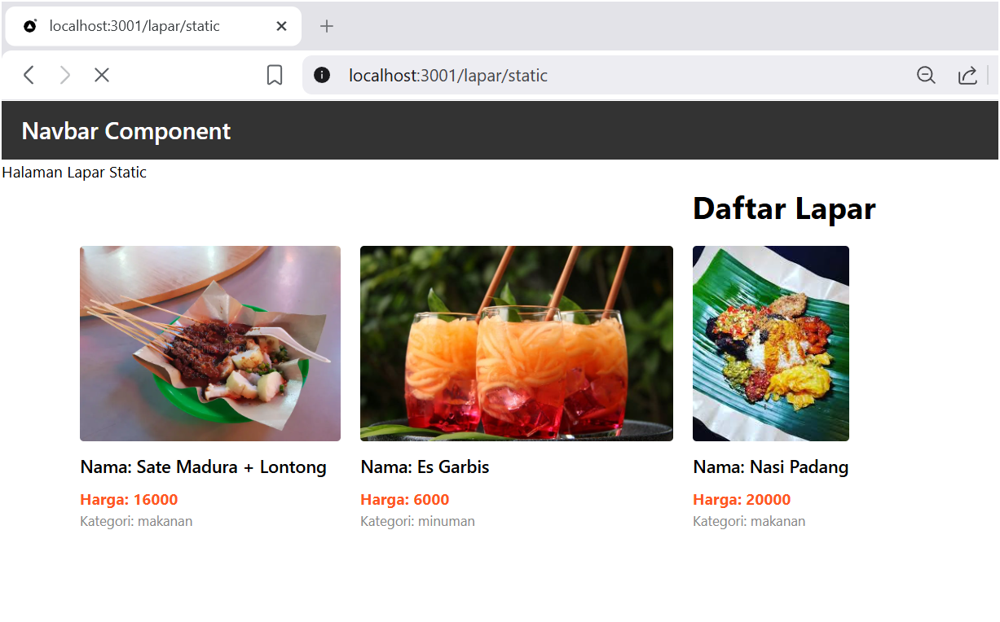 localhost:3001/lapar/static
localhost:3001/lapar/static
Navbar Component
Halaman Lapar Static
Daftar Lapar
Nama: Sate Madura + Lontong
Harga: 16000
Kategori: makanan
Nama: Es Garbis
Harga: 6000
Kategori: minuman
Nama: Nasi Padang
Harga: 20000
Kategori: makanan